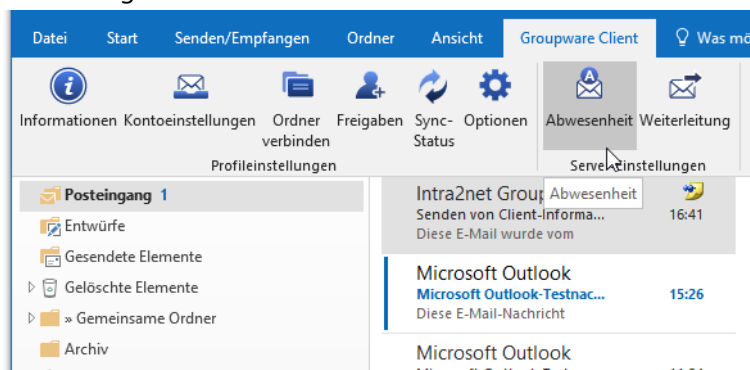 Datei Start Senden/Empfangen Ordner Ansicht Groupware Client Was mö
Informationen Kontoeinstellungen Ordner verbinden Freigaben Sync-Status Optionen Abwesenheit Weiterleitung
Profileinstellungen
Abwesenheit
Posteingang 1
Entwürfe
Gesendete Elemente
Gelöschte Elemente
» Gemeinsame Ordner
Archiv
Intra2net
Senden von Client-Informa... 16:41
Diese E-Mail wurde vom
Microsoft Outlook
Microsoft Outlook-Testnac... 15:26
Diese E-Mail-Nachricht
Microsoft Outlook